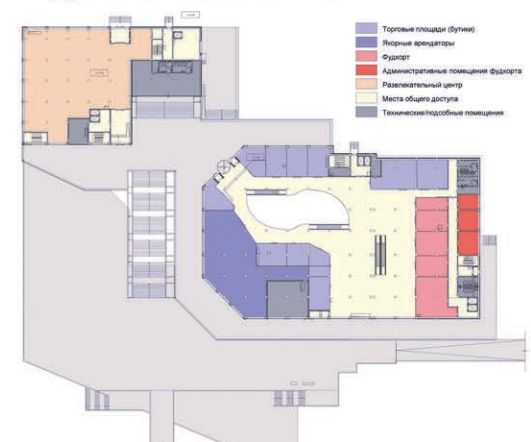 Торговые площади (бутики)
Якорные арендаторы
Фудкорт
Административные помещения фудкорта
Развлекательный центр
Места общего доступа
Технические/подсобные помещения